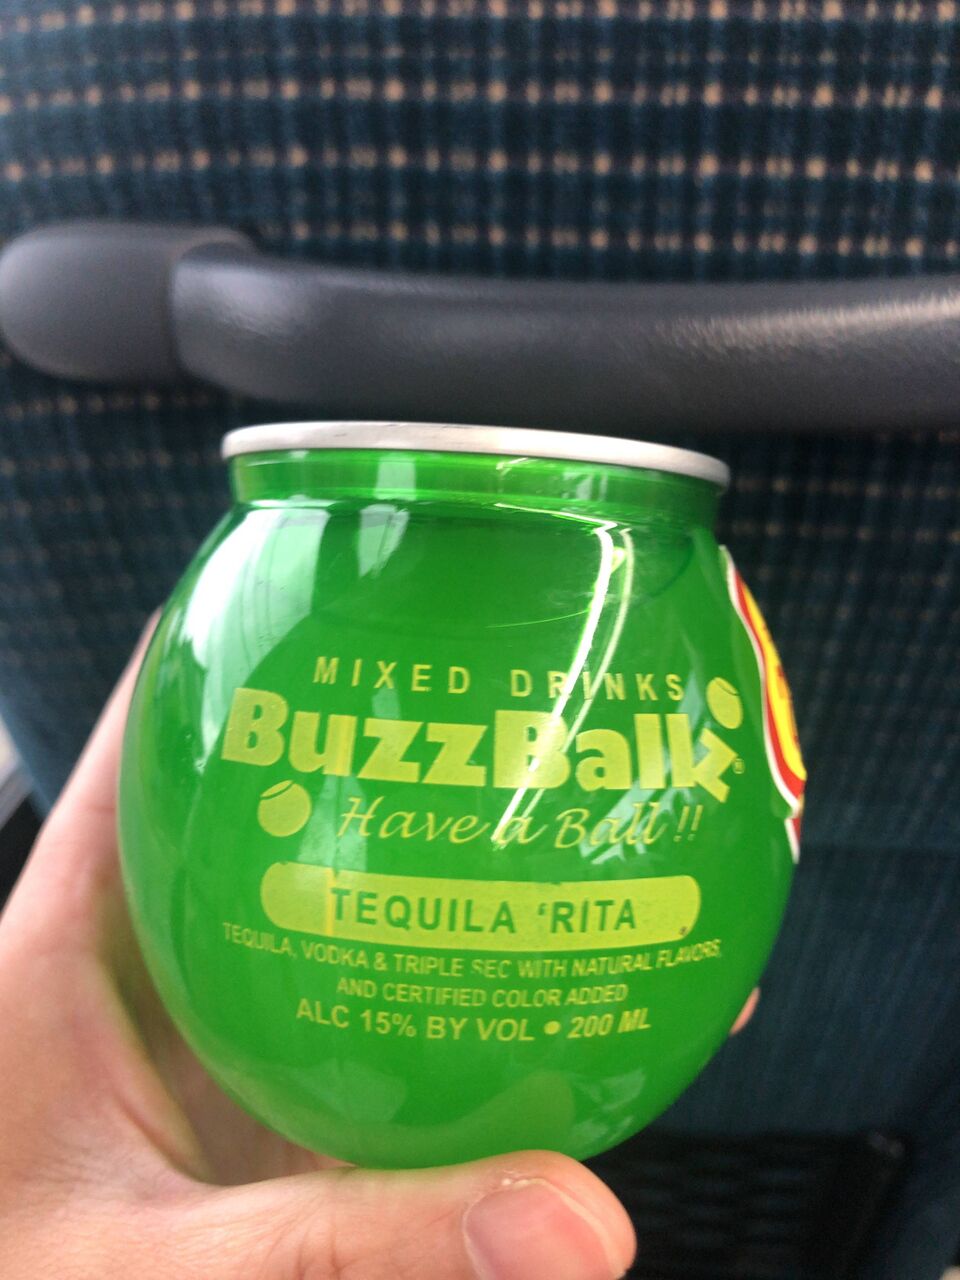 MIXED DRINKS
BuzzBallz®
Have a Ball !!
TEQUILA ‘RITA
TEQUILA, VODKA & TRIPLE SEC WITH NATURAL FLAVORS,
AND CERTIFIED COLOR ADDED
ALC 15% BY VOL • 200 ML